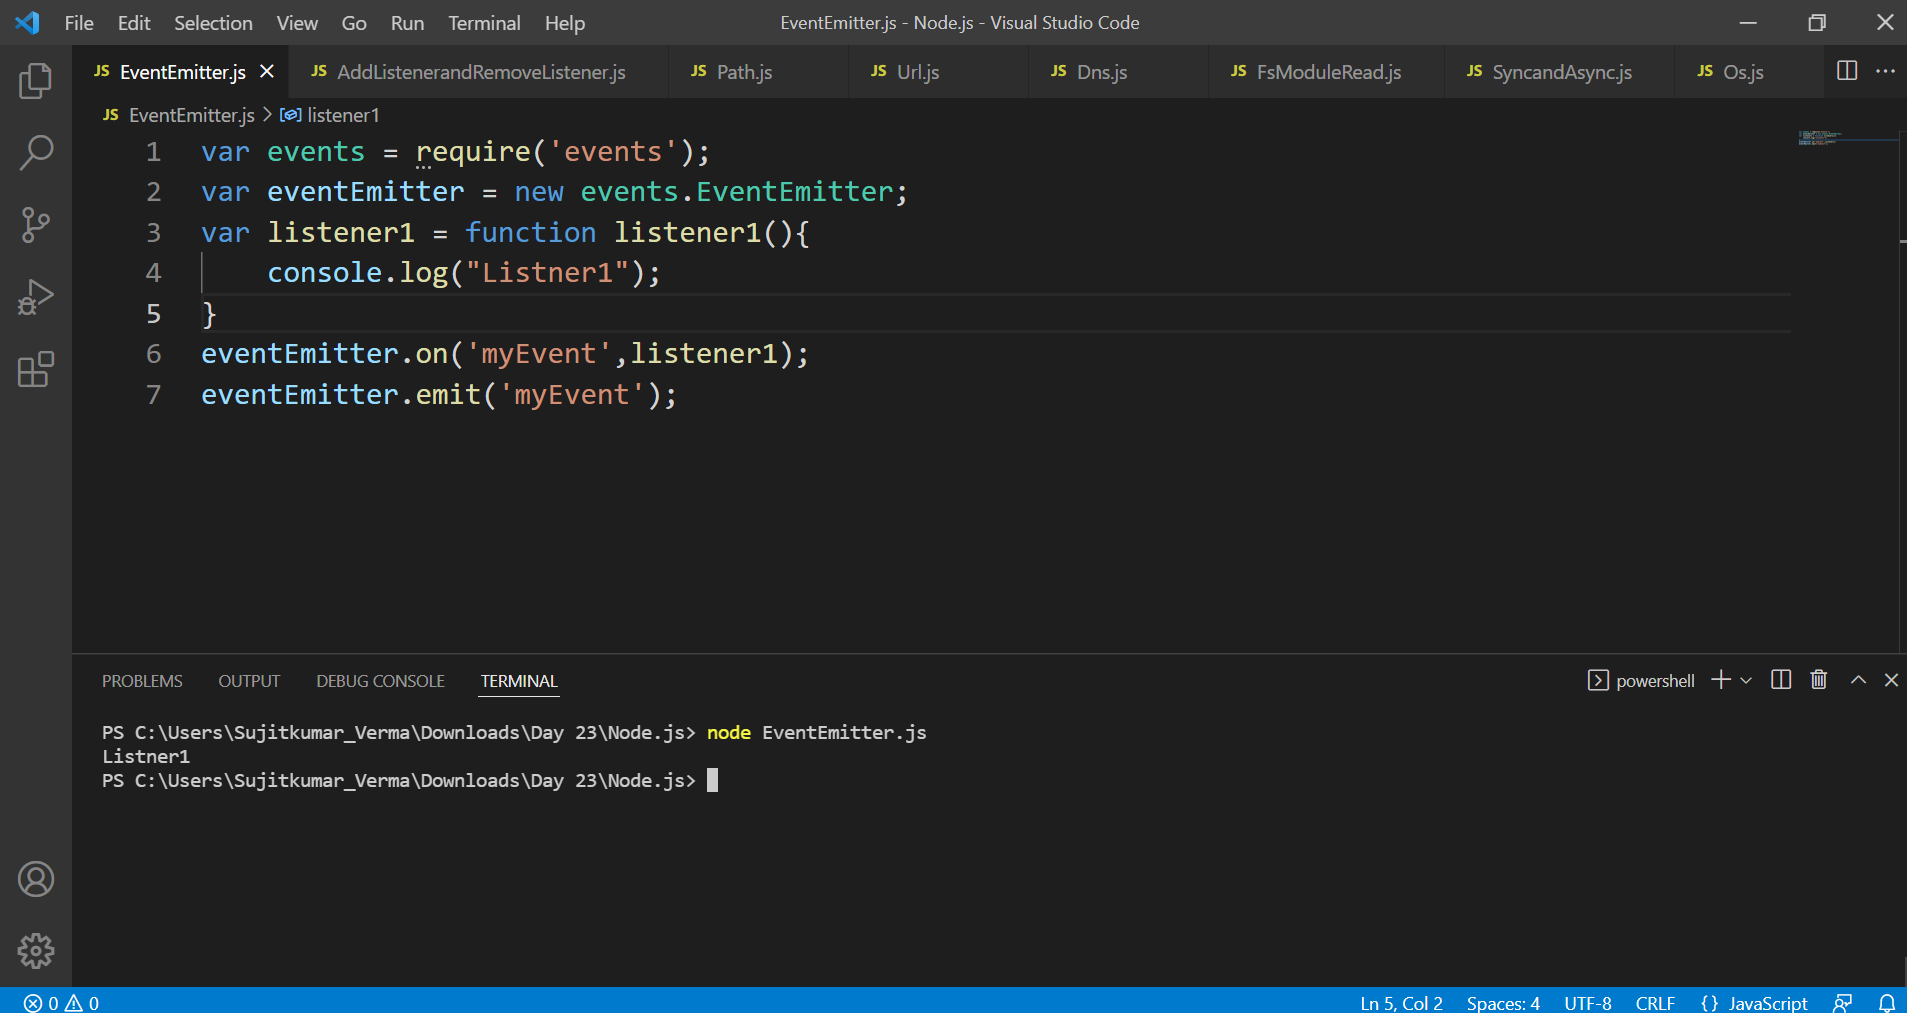 File Edit Selection View Go Run Terminal Help EventEmitter.js - Node.js - Visual Studio Code
JS EventEmitter.js JS AddListenerandRemoveListener.js JS Path.js JS Url.js JS Dns.js JS FsModuleRead.js JS SyncandAsync.js JS Os.js
JS EventEmitter.js > listener1
1 var events = require('events');
2 var eventEmitter = new events.EventEmitter;
3 var listener1 = function listener1(){
4 console.log("Listner1");
5 }
6 eventEmitter.on('myEvent',listener1);
7 eventEmitter.emit('myEvent');
PROBLEMS OUTPUT DEBUG CONSOLE TERMINAL powershell
PS C:\Users\Sujitkumar_Verma\Downloads\Day 23\Node.js> node EventEmitter.js
Listner1
PS C:\Users\Sujitkumar_Verma\Downloads\Day 23\Node.js>
0 0 Ln 5, Col 2 Spaces: 4 UTF-8 CRLF {} JavaScript